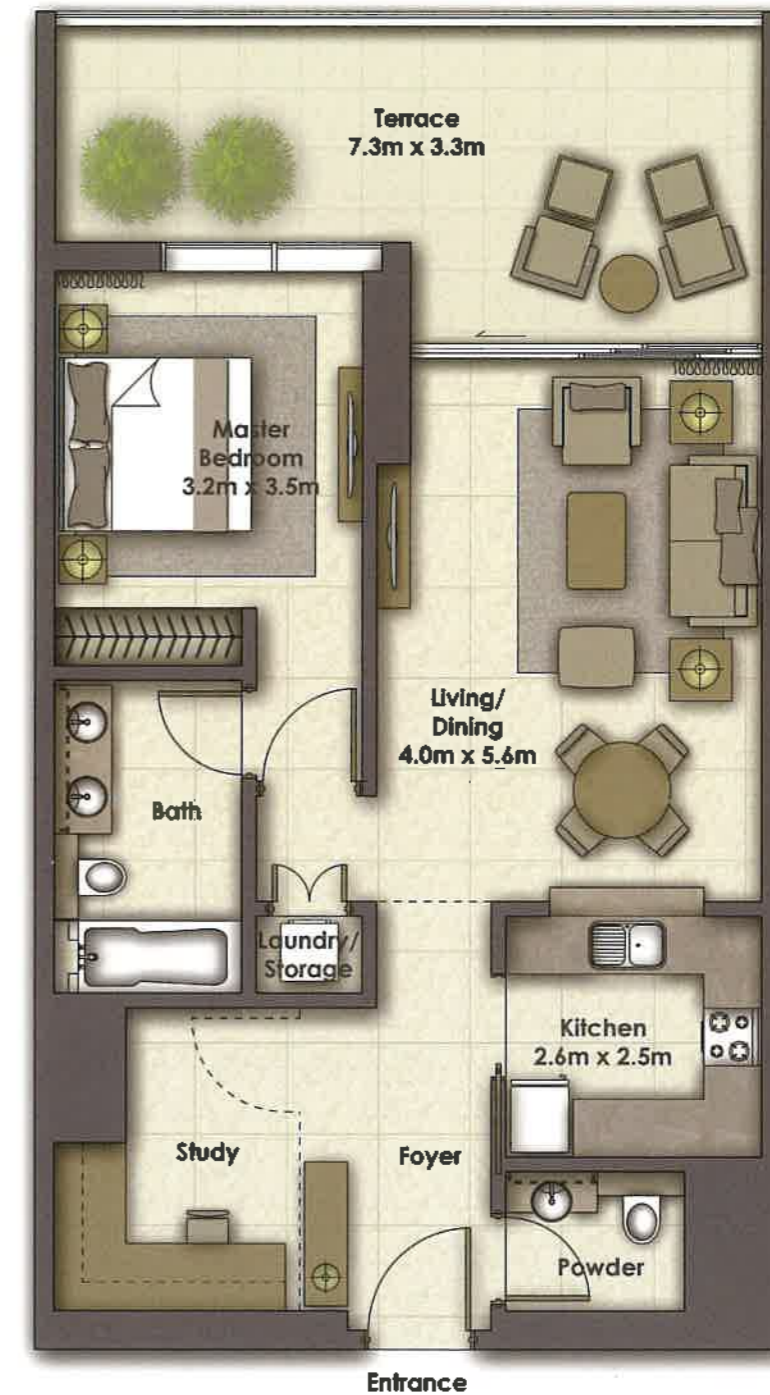 Terrace
7.3m x 3.3m
Master
Bedroom
3.2m x 3.5m
Living/
Dining
4.0m x 5.6m
Bath
Laundry/
Storage
Kitchen
2.6m x 2.5m
Study
Foyer
Powder
Entrance